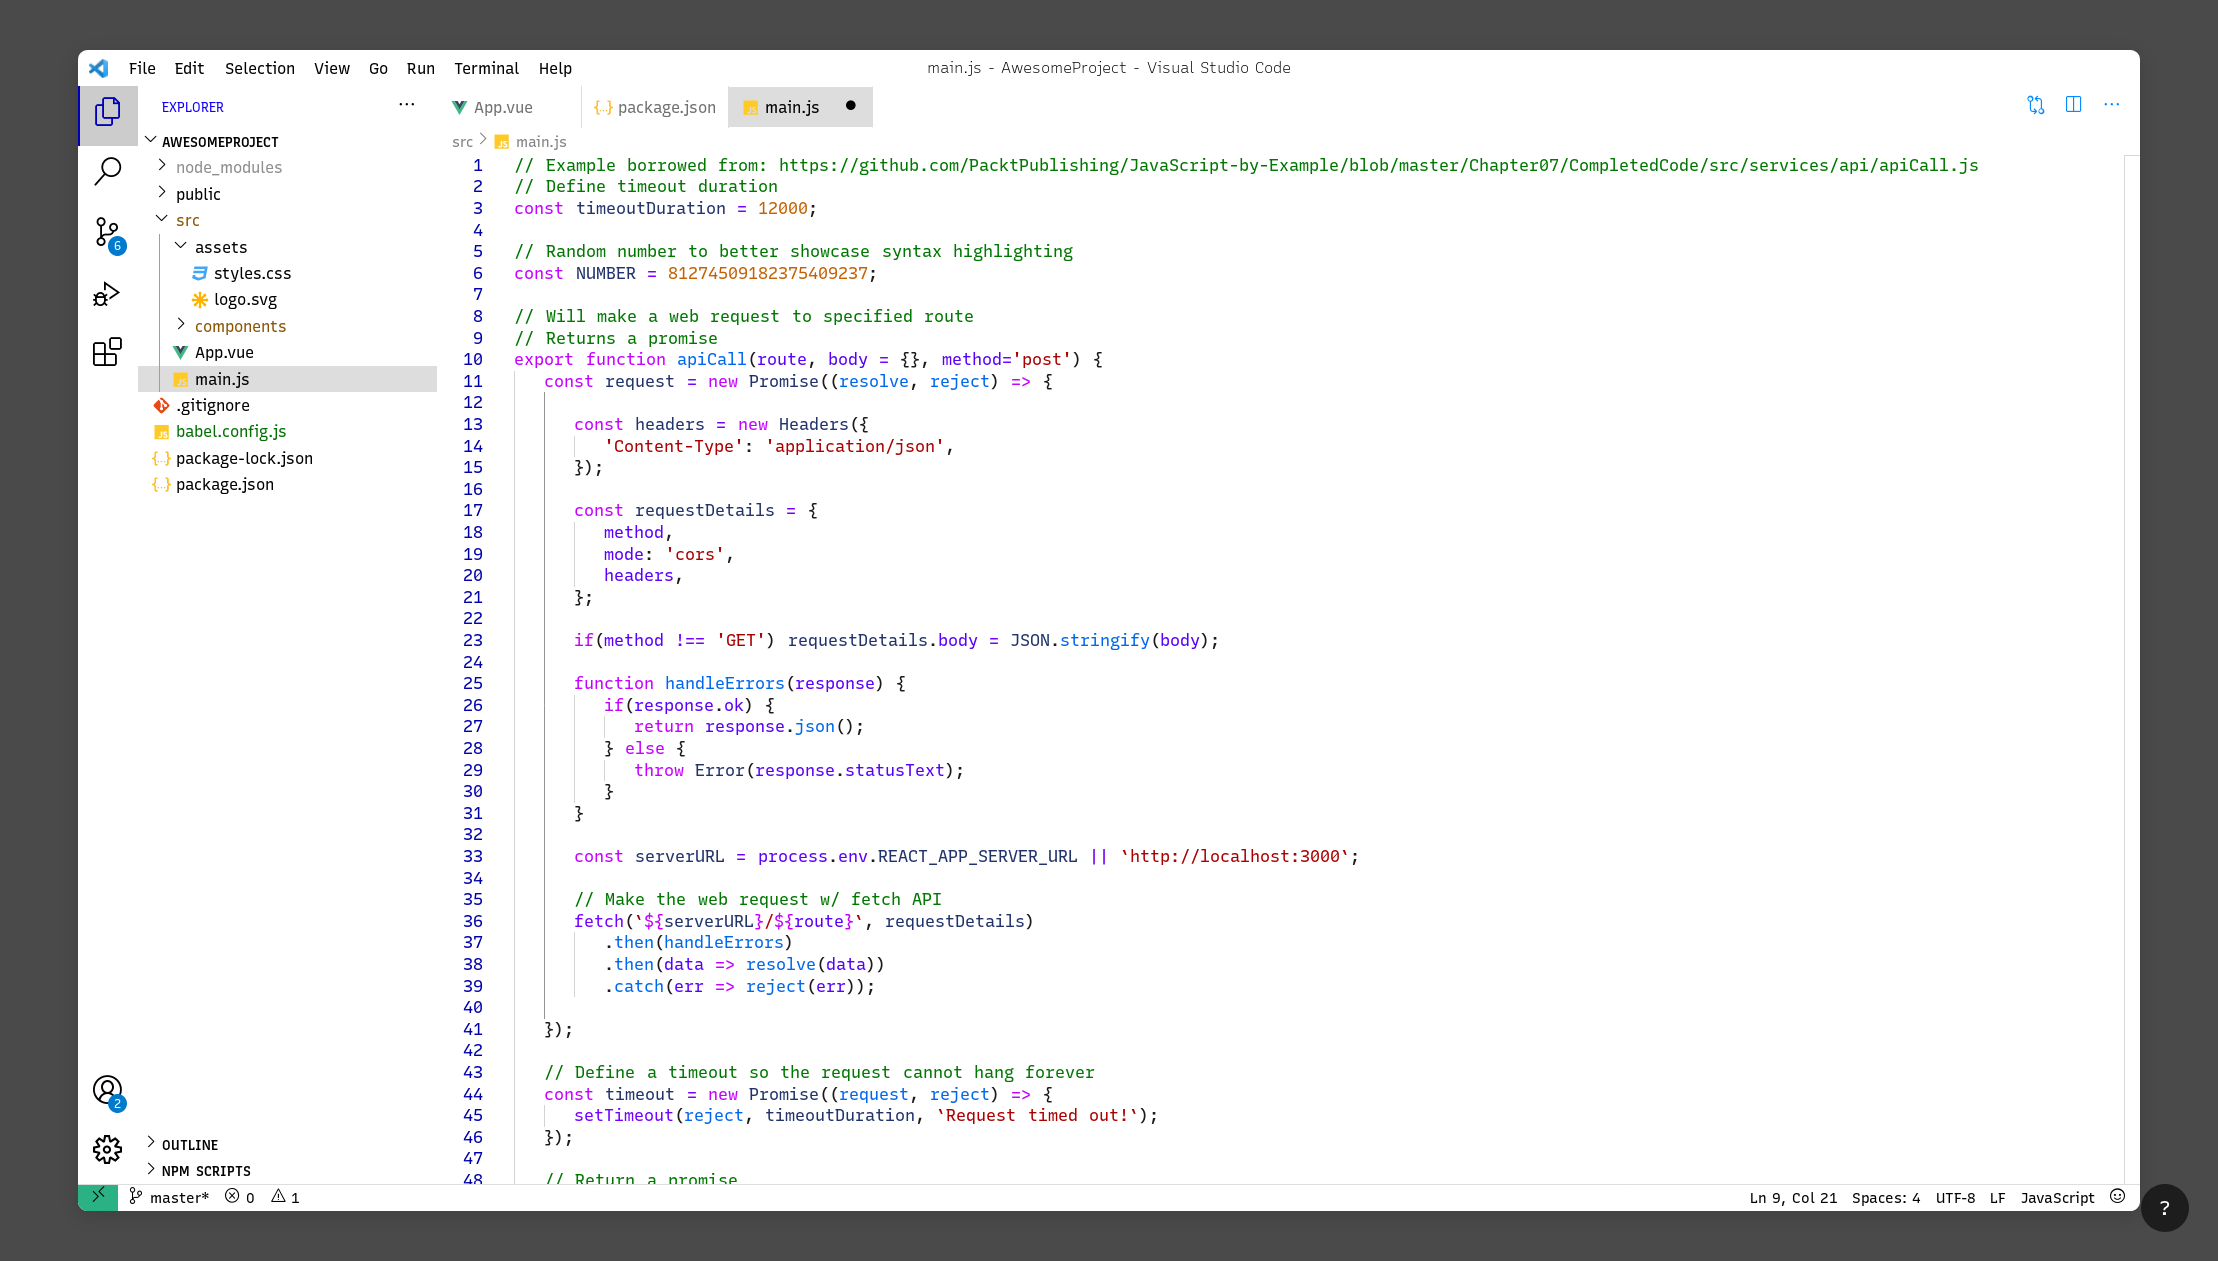 File Edit Selection View Go Run Terminal Help
main.js - AwesomeProject - Visual Studio Code
EXPLORER ···
AWESOMEPROJECT
node_modules
public
src
assets
styles.css
logo.svg
components
App.vue
main.js
.gitignore
babel.config.js
package-lock.json
package.json
6
2
OUTLINE
NPM SCRIPTS
App.vue
{..} package.json
JS main.js
src > JS main.js
1 // Example borrowed from: https://github.com/PacktPublishing/JavaScript-by-Example/blob/master/Chapter07/CompletedCode/src/services/api/apiCall.js
2 // Define timeout duration
3 const timeoutDuration = 12000;
4
5 // Random number to better showcase syntax highlighting
6 const NUMBER = 81274509182375409237;
7
8 // Will make a web request to specified route
9 // Returns a promise
10 export function apiCall(route, body = {}, method='post') {
11 const request = new Promise((resolve, reject) => {
12
13 const headers = new Headers({
14 'Content-Type': 'application/json',
15 });
16
17 const requestDetails = {
18 method,
19 mode: 'cors',
20 headers,
21 };
22
23 if(method !== 'GET') requestDetails.body = JSON.stringify(body);
24
25 function handleErrors(response) {
26 if(response.ok) {
27 return response.json();
28 } else {
29 throw Error(response.statusText);
30 }
31 }
32
33 const serverURL = process.env.REACT_APP_SERVER_URL || `http://localhost:3000`;
34
35 // Make the web request w/ fetch API
36 fetch(`${serverURL}/${route}`, requestDetails)
37 .then(handleErrors)
38 .then(data => resolve(data))
39 .catch(err => reject(err));
40
41 });
42
43 // Define a timeout so the request cannot hang forever
44 const timeout = new Promise((request, reject) => {
45 setTimeout(reject, timeoutDuration, `Request timed out!`);
46 });
47
48 // Return a promise
master* 0 1
Ln 9, Col 21 Spaces: 4 UTF-8 LF JavaScript
?